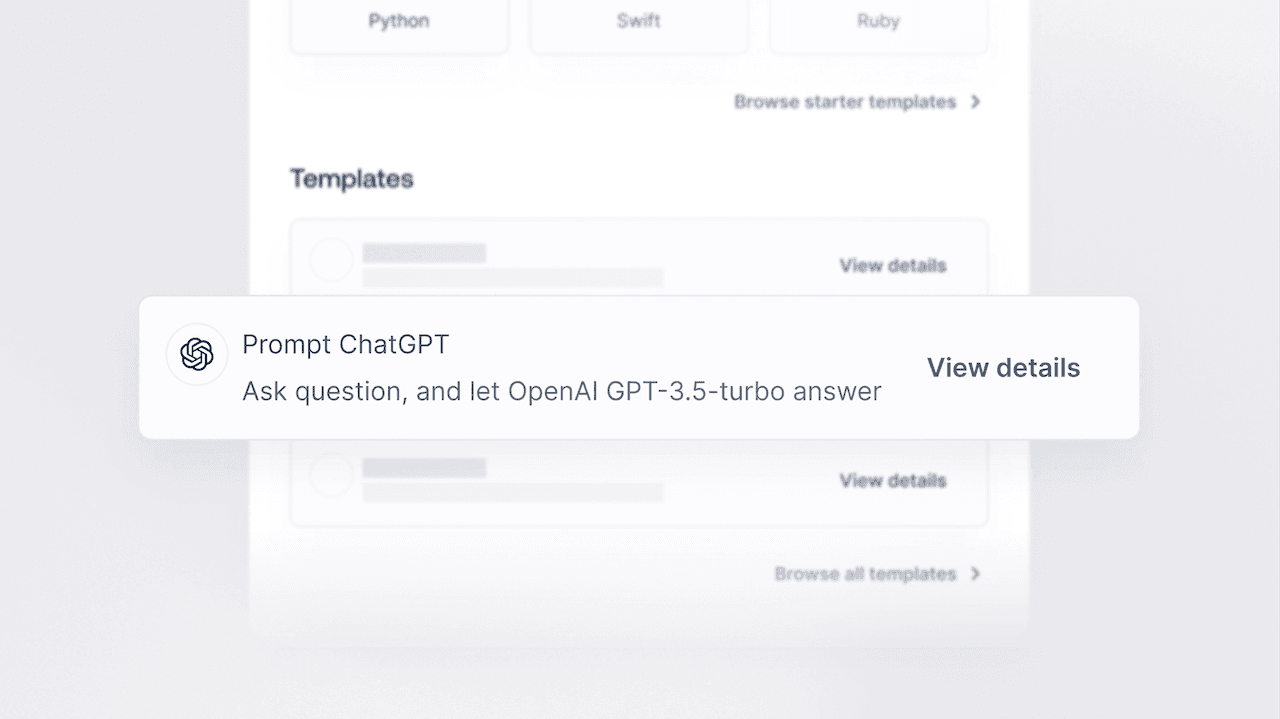 Python
Swift
Ruby
Browse starter templates
Templates
View details
Prompt ChatGPT
Ask question, and let OpenAI GPT-3.5-turbo answer
View details
View details
Browse all templates